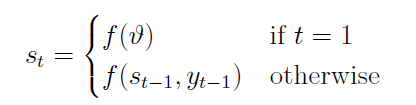 s_t = { f(ϑ) if t = 1
f(s_{t−1}, y_{t−1}) otherwise